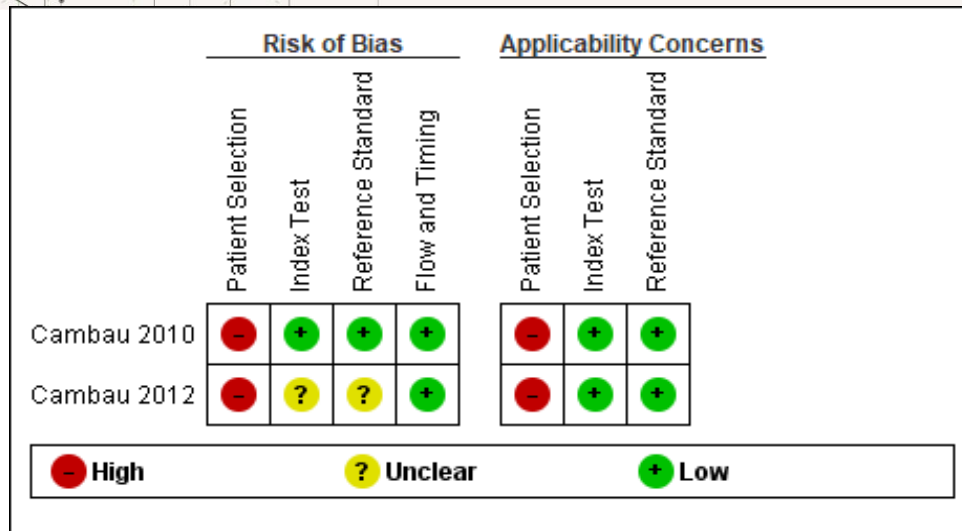 Risk of Bias Applicability Concerns
Patient Selection
Index Test
Reference Standard
Flow and Timing
Patient Selection
Index Test
Reference Standard
Cambau 2010 - + + + - + +
Cambau 2012 - ? ? + - + +
- High ? Unclear + Low